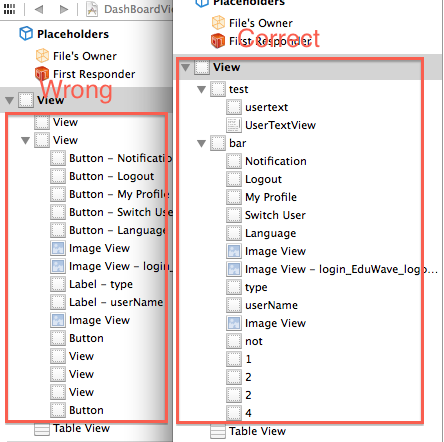 DashBoardView
Placeholders
File's Owner
First Responder
Wrong
View
View
View
Button – Notification
Button – Logout
Button – My Profile
Button – Switch Use
Button – Language
Image View
Image View – login_
Label – type
Label – userName
Image View
Button
View
View
View
Button
Table View
Placeholders
File's Owner
First Responder
Correct
View
test
usertext
UserTextView
bar
Notification
Logout
My Profile
Switch User
Language
Image View
Image View – login_EduWave_logo...
type
userName
Image View
not
1
2
2
4
Table View